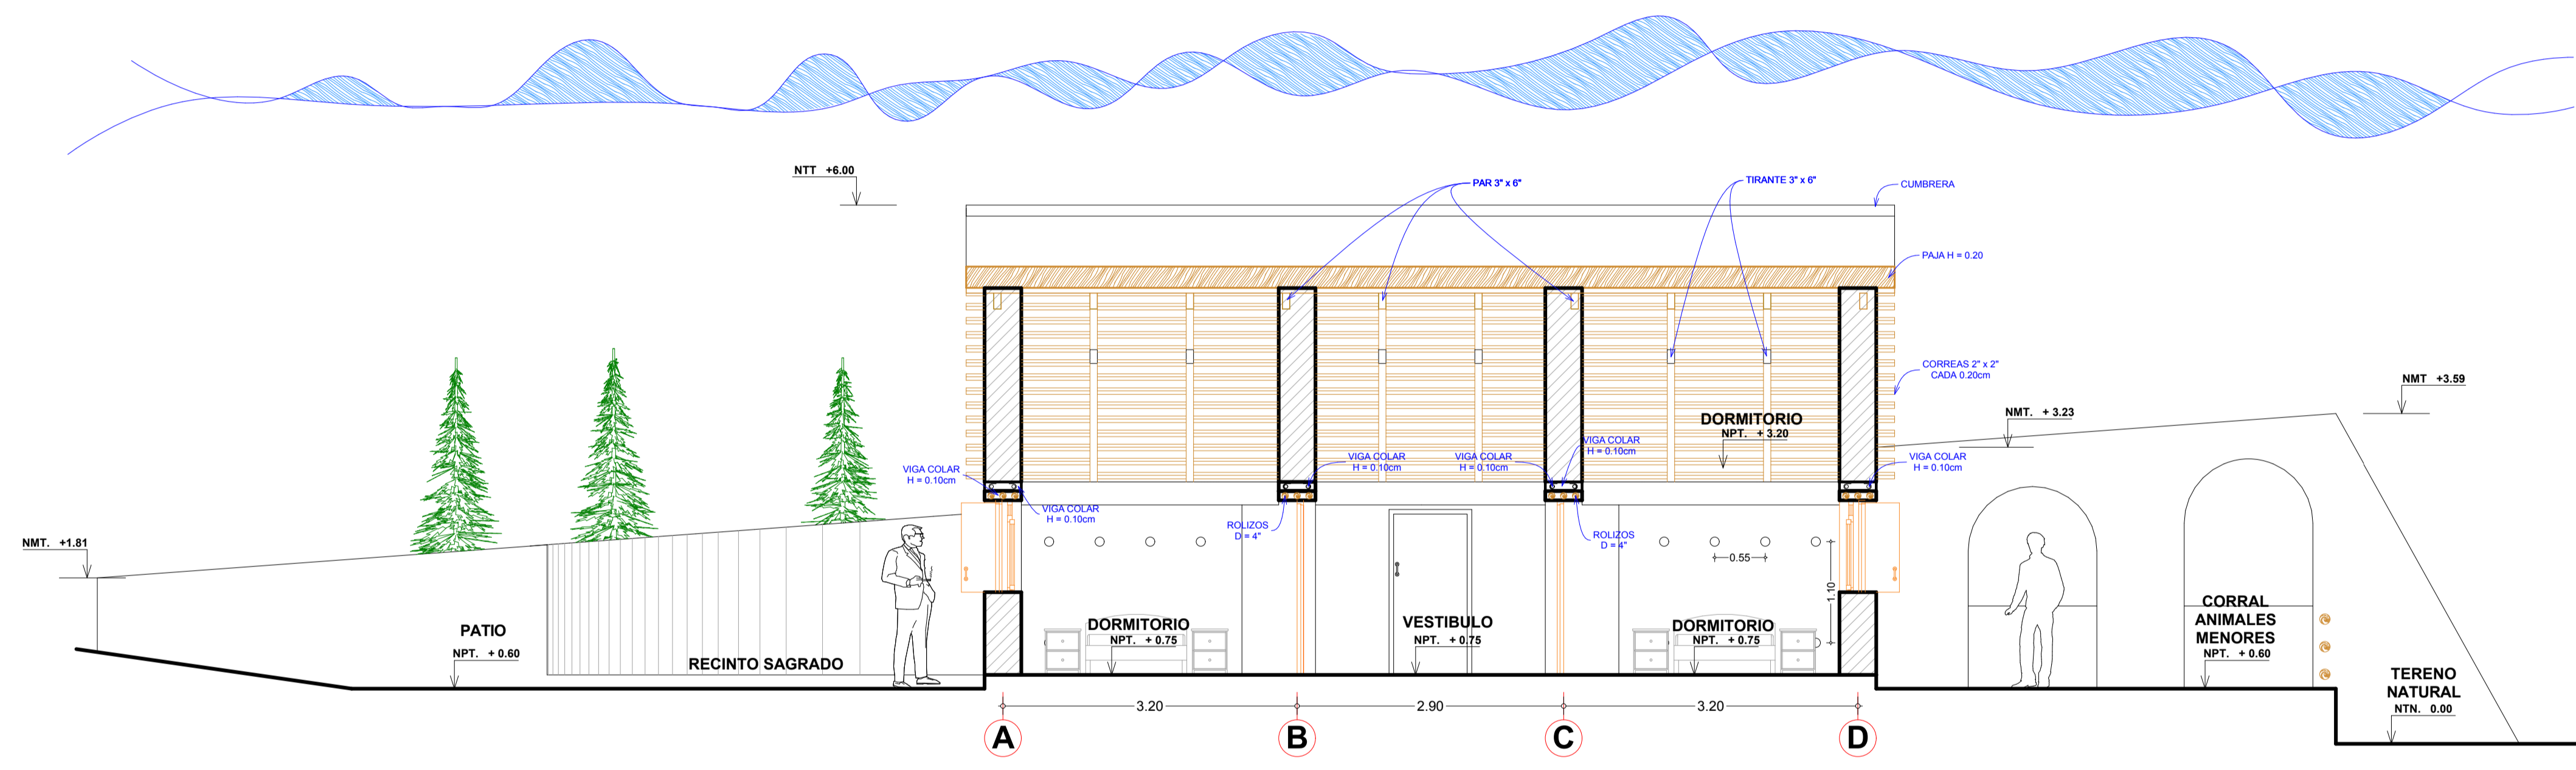 NTT +6.00
PAR 3" x 6"
TIRANTE 3" x 6"
CUMBRERA
PAJA H = 0.20
CORREAS 2" x 2"
CADA 0.20cm
NMT +3.59
NMT. + 3.23
DORMITORIO
NPT. + 3.20
VIGA COLAR
H = 0.10cm
VIGA COLAR
H = 0.10cm
VIGA COLAR
H = 0.10cm
VIGA COLAR
H = 0.10cm
VIGA COLAR
H = 0.10cm
VIGA COLAR
H = 0.10cm
ROLIZOS
D = 4"
ROLIZOS
D = 4"
NMT. +1.81
0.55
1.10
PATIO
NPT. + 0.60
RECINTO SAGRADO
DORMITORIO
NPT. + 0.75
VESTIBULO
NPT. + 0.75
DORMITORIO
NPT. + 0.75
CORRAL
ANIMALES
MENORES
NPT. + 0.60
TERENO
NATURAL
NTN. 0.00
3.20
2.90
3.20
A
B
C
D